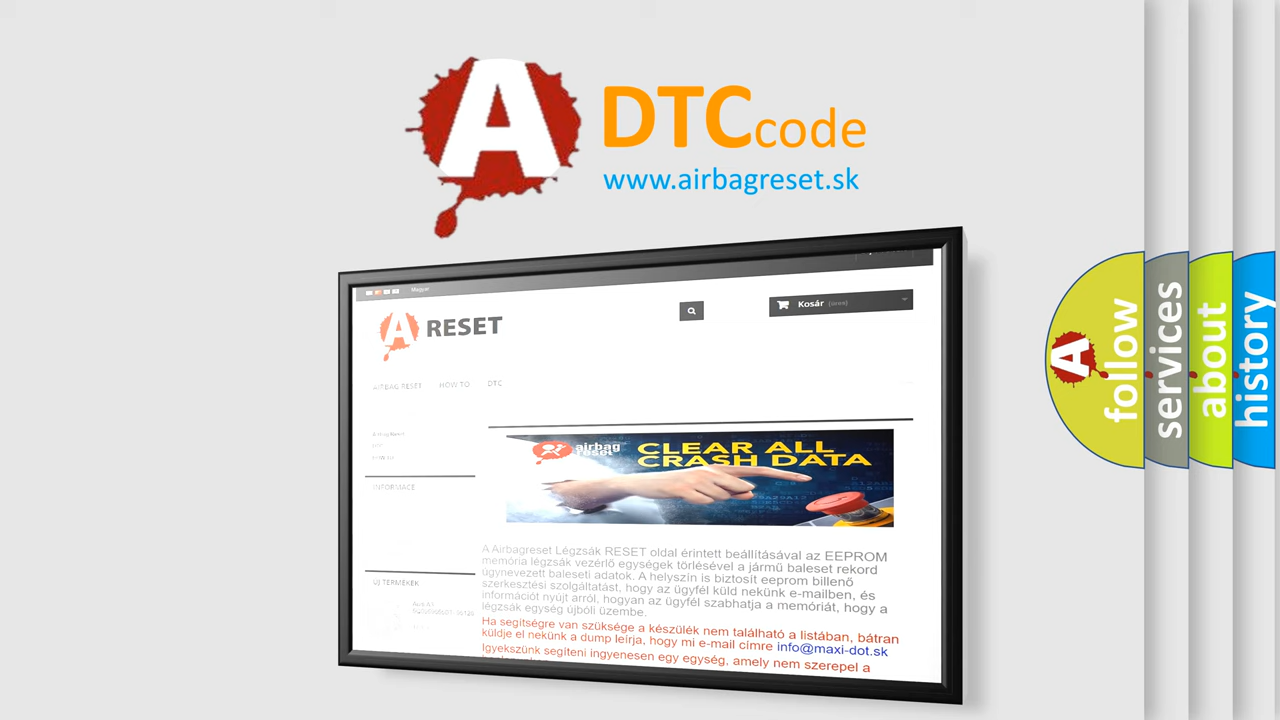 A DTC code
www.airbagreset.sk
Magyar
Kosár (üres)
A RESET
AIRBAG RESET HOW TO DTC
airbag
reset
CLEAR ALL
CRASH DATA
INFORMACE
A Airbagreset Légzsák RESET oldal érintett beállításával az EEPROM
memória légzsák vezérlő egységek törlésével a jármű baleset rekord
úgynevezett baleseti adatok. A helyszín is biztosít eeprom billenő
szerkesztési szolgáltatást, hogy az ügyfél küld nekünk e-mailben, és
információt nyújt arról, hogyan az ügyfél szabhatja a memóriát, hogy a
légzsák egység újbóli üzembe.
Ha segítségre van szüksége a készülék nem található a listában, bátran
küldje el nekünk a dump leírja, hogy mi e-mail címre info@maxi-dot.sk
Igyekszünk segíteni ingyenesen egy egység, amely nem szerepel a
ÚJ TERMÉKEK
A follow
services
about
history